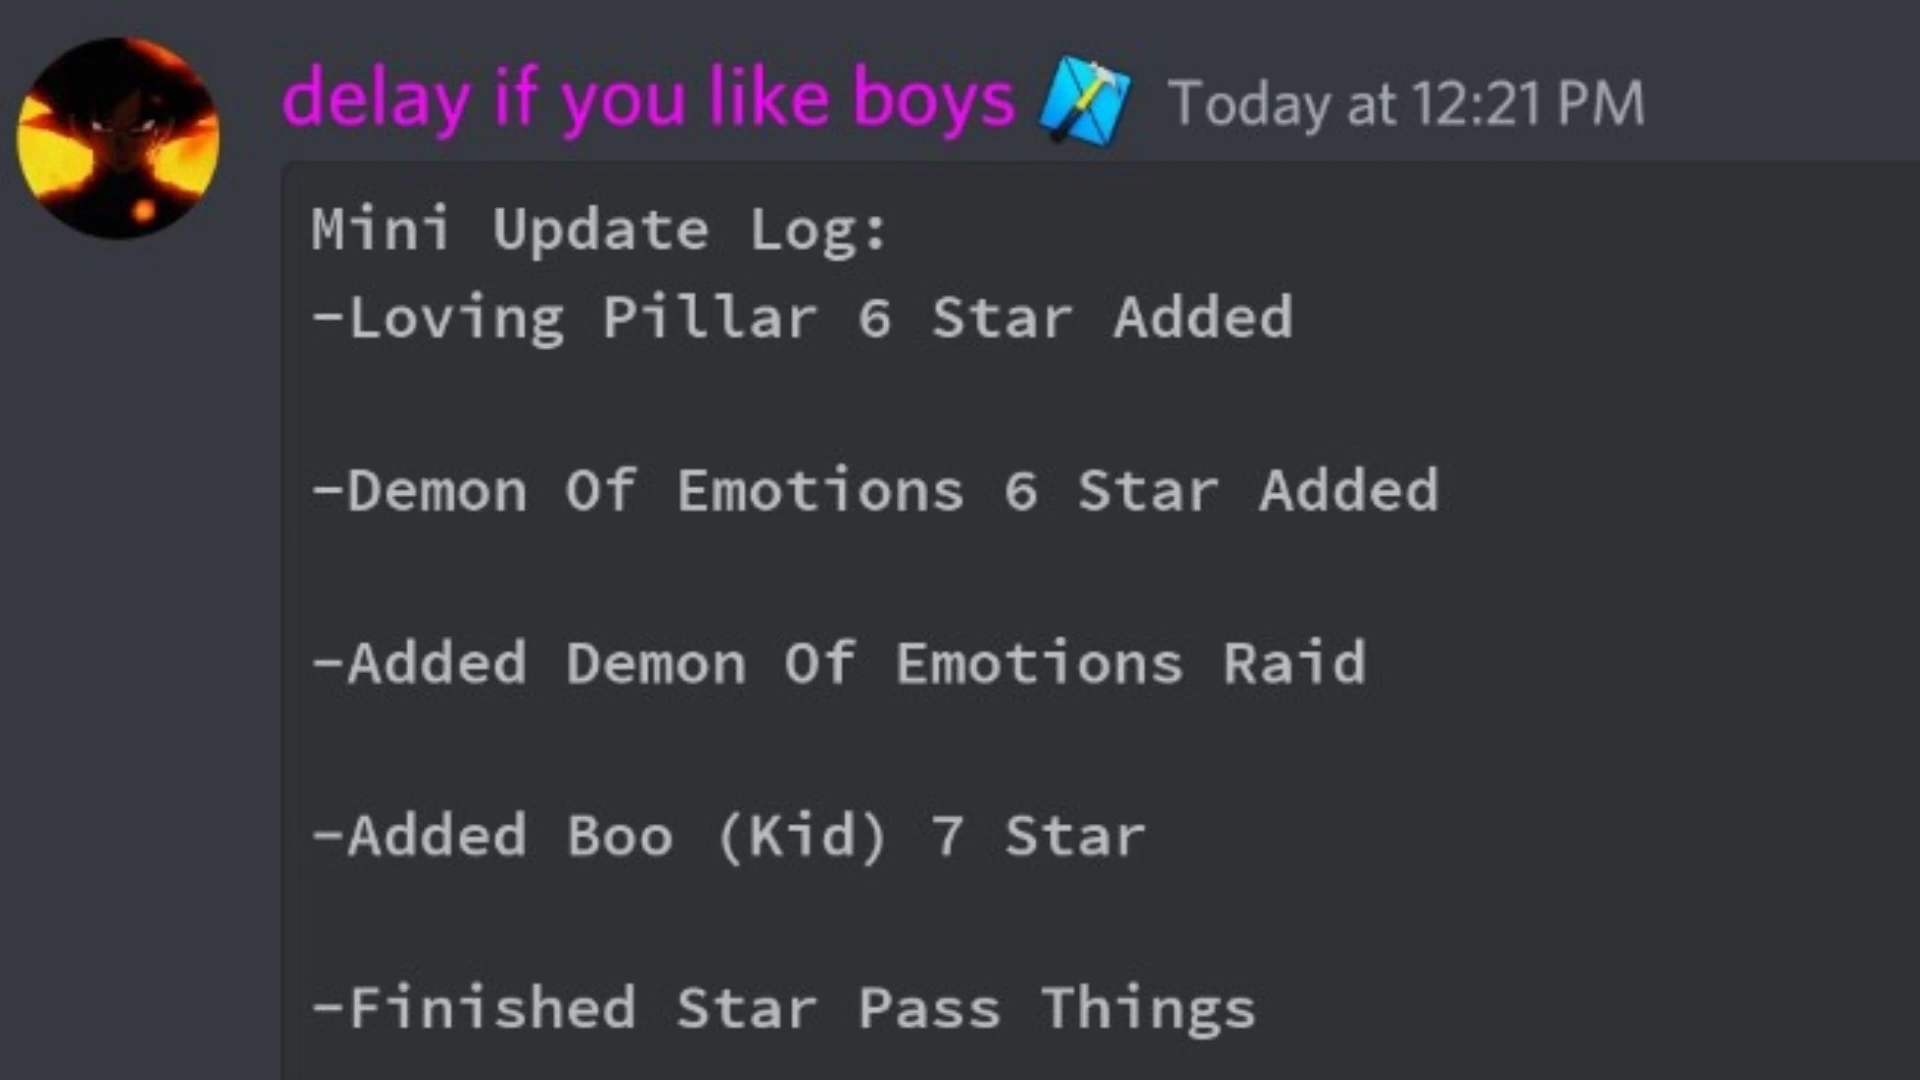 delay if you like boys Today at 12:21 PM
Mini Update Log:
-Loving Pillar 6 Star Added
-Demon Of Emotions 6 Star Added
-Added Demon Of Emotions Raid
-Added Boo (Kid) 7 Star
-Finished Star Pass Things